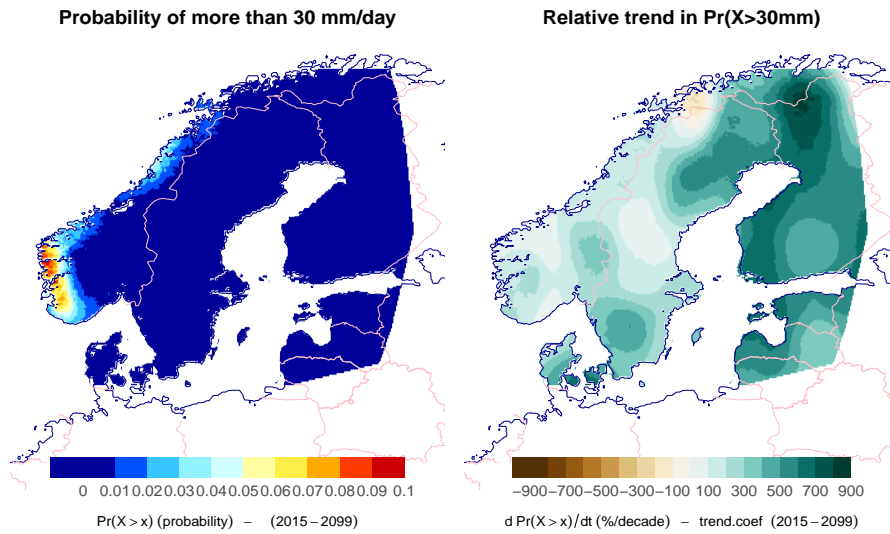 Probability of more than 30 mm/day
Relative trend in Pr(X>30mm)
0 0.01 0.02 0.03 0.04 0.05 0.06 0.07 0.08 0.09 0.1
−900 −700 −500 −300 −100 100 300 500 700 900
Pr(X > x) (probability) − (2015 − 2099)
d Pr(X > x)/dt (%/decade) − trend.coef (2015 − 2099)